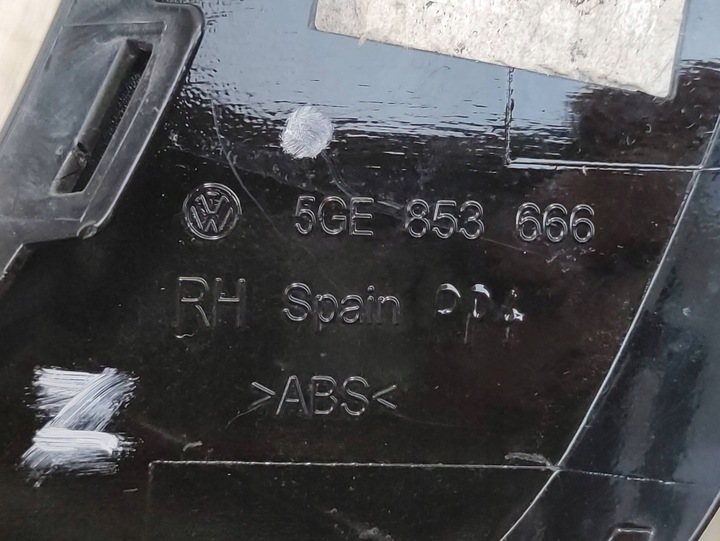 5GE 853 666
RH Spain
>ABS<